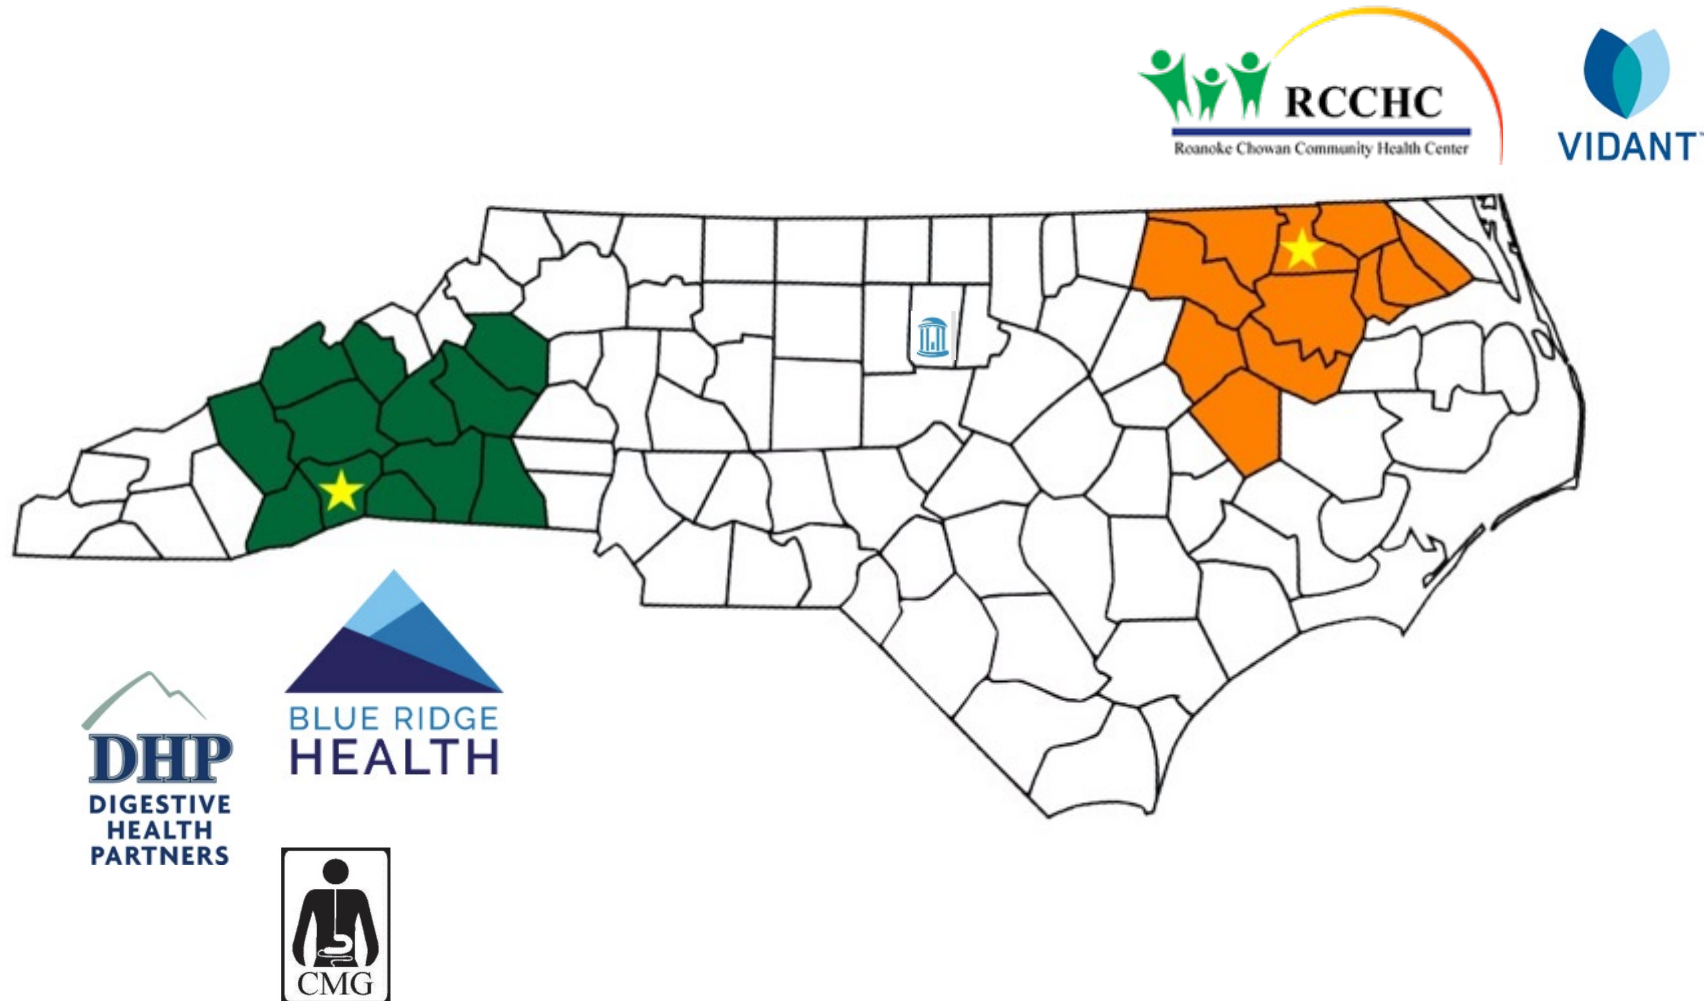 RCCHC
Roanoke Chowan Community Health Center
VIDANT
BLUE RIDGE
HEALTH
DHP
DIGESTIVE
HEALTH
PARTNERS
CMG